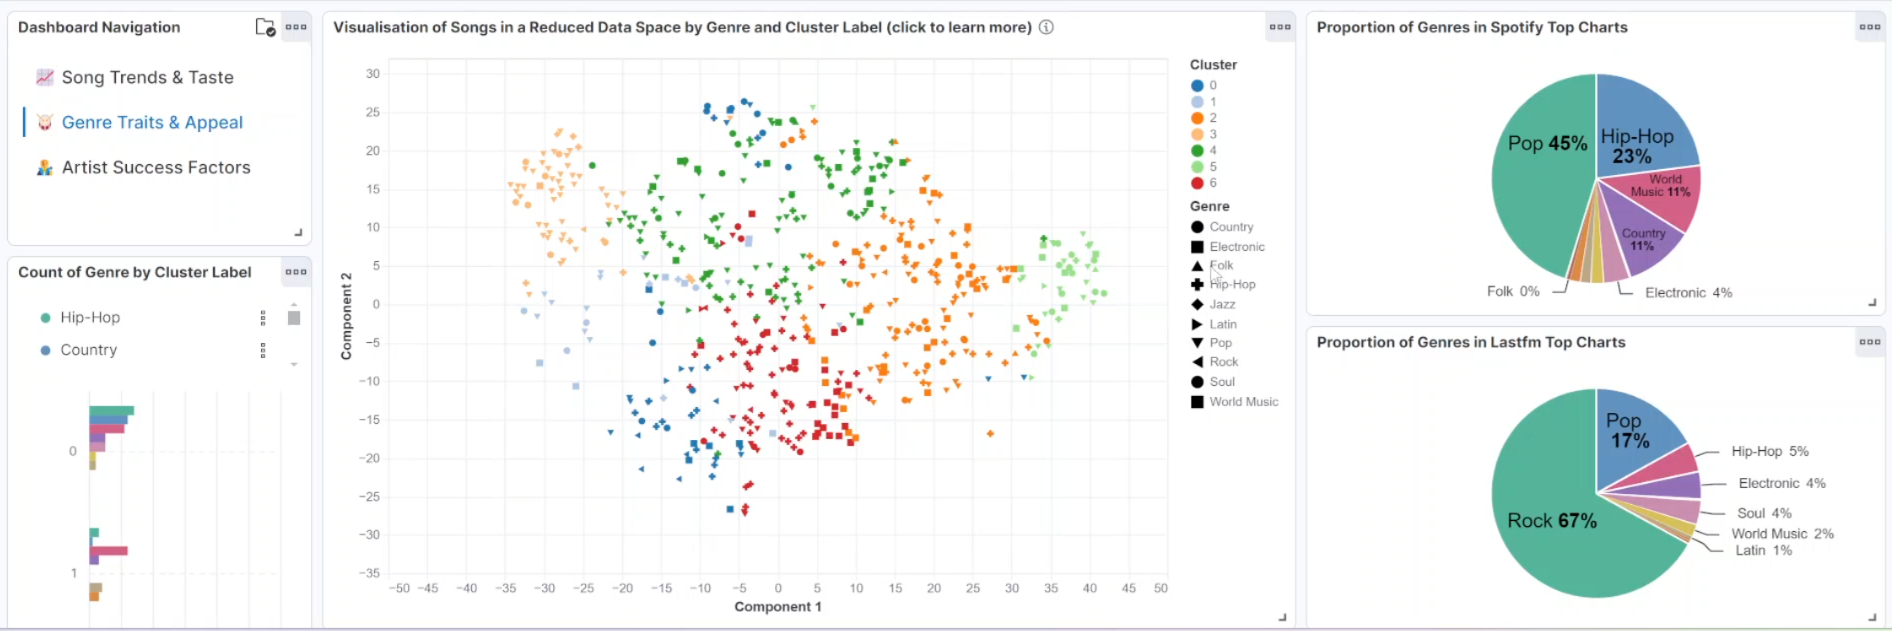 Dashboard Navigation
Song Trends & Taste
Genre Traits & Appeal
Artist Success Factors
Count of Genre by Cluster Label
Hip-Hop
Country
0
1
Visualisation of Songs in a Reduced Data Space by Genre and Cluster Label (click to learn more)
30
25
20
15
10
5
0
−5
−10
−15
−20
−25
−30
−35
Component 2
−50 −45 −35 −30 −25 −20 −15 −10 −5 0 5 10 15 20 25 30 35 40 45 50
Component 1
Cluster
0
1
2
3
4
5
6
Genre
Country
Electronic
Folk
Hip-Hop
Jazz
Latin
Pop
Rock
Soul
World Music
Proportion of Genres in Spotify Top Charts
Pop 45%
Hip-Hop
23%
World
Music 11%
Country
11%
Folk 0%
Electronic 4%
Proportion of Genres in Lastfm Top Charts
Pop
17%
Hip-Hop 5%
Electronic 4%
Soul 4%
World Music 2%
Latin 1%
Rock 67%